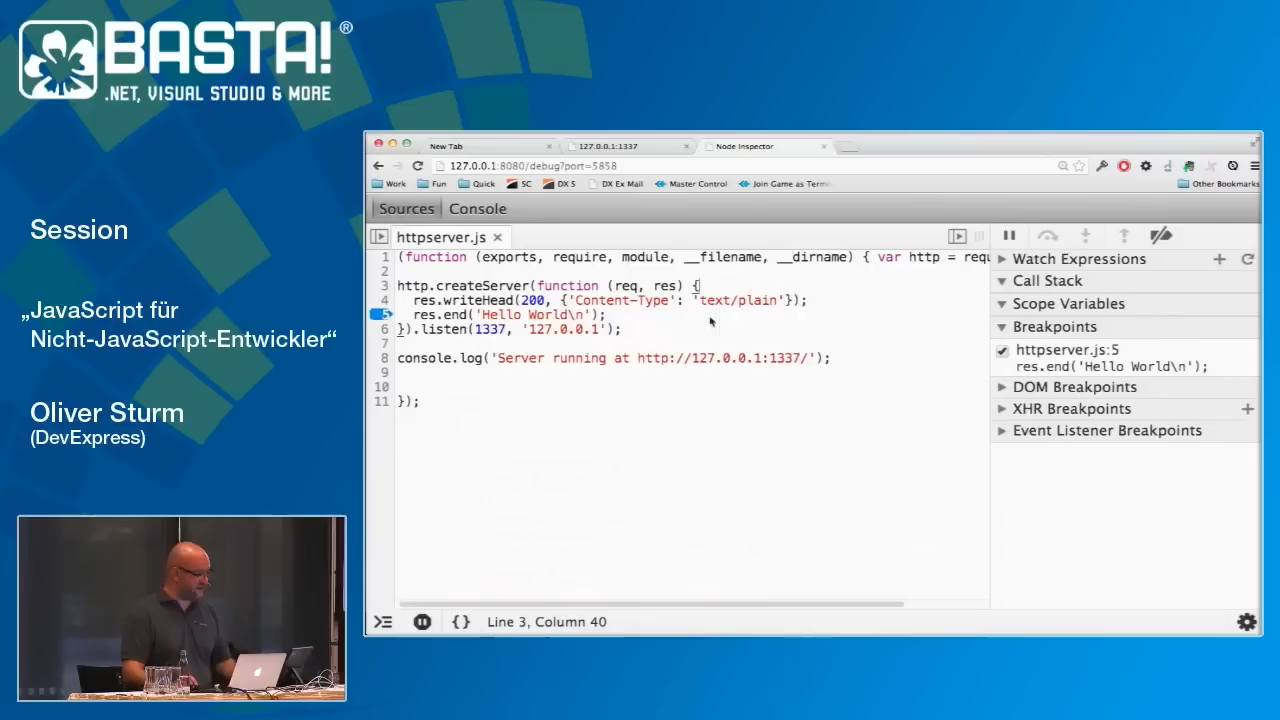 BASTA!®
.NET, VISUAL STUDIO & MORE
Session
„JavaScript für
Nicht-JavaScript-Entwickler“
Oliver Sturm
(DevExpress)
New Tab
127.0.0.1:1337
Node Inspector
127.0.0.1:8080/debug?port=5858
Work
Fun
Quick
SC
DX 5
DX Ex Mail
Master Control
Join Game as Term
Other Bookmarks
Sources
Console
httpserver.js
1 (function (exports, require, module, __filename, __dirname) { var http = requ
2
3 http.createServer(function (req, res) {
4 res.writeHead(200, {'Content-Type': 'text/plain'});
5 res.end('Hello World\n');
6 }).listen(1337, '127.0.0.1');
7
8 console.log('Server running at http://127.0.0.1:1337/');
9
10
11 });
Watch Expressions
Call Stack
Scope Variables
Breakpoints
httpserver.js:5
res.end('Hello World\n');
DOM Breakpoints
XHR Breakpoints
Event Listener Breakpoints
{ } Line 3, Column 40